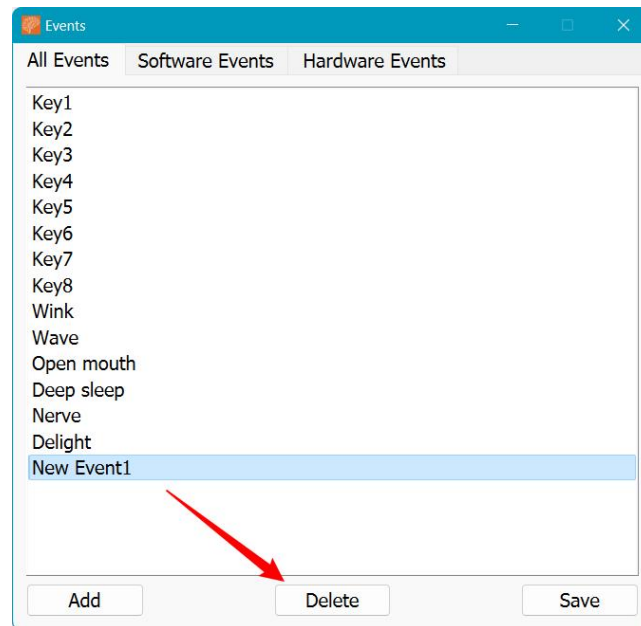 Events
All Events Software Events Hardware Events
Key1
Key2
Key3
Key4
Key5
Key6
Key7
Key8
Wink
Wave
Open mouth
Deep sleep
Nerve
Delight
New Event1
Add Delete Save